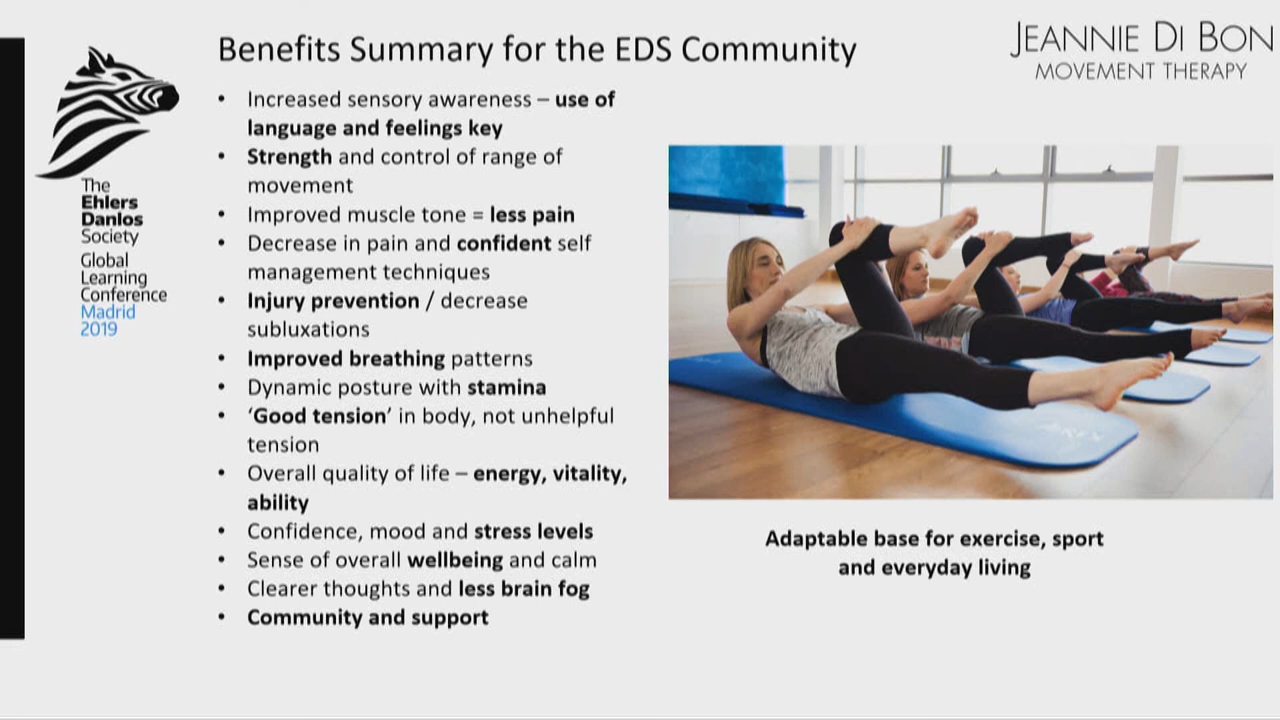 Benefits Summary for the EDS Community
JEANNIE DI BON
MOVEMENT THERAPY
The
Ehlers
Danlos
Society
Global
Learning
Conference
Madrid
2019
• Increased sensory awareness – use of
language and feelings key
• Strength and control of range of
movement
• Improved muscle tone = less pain
• Decrease in pain and confident self
management techniques
• Injury prevention / decrease
subluxations
• Improved breathing patterns
• Dynamic posture with stamina
• ‘Good tension’ in body, not unhelpful
tension
• Overall quality of life – energy, vitality,
ability
• Confidence, mood and stress levels
• Sense of overall wellbeing and calm
• Clearer thoughts and less brain fog
• Community and support
Adaptable base for exercise, sport
and everyday living